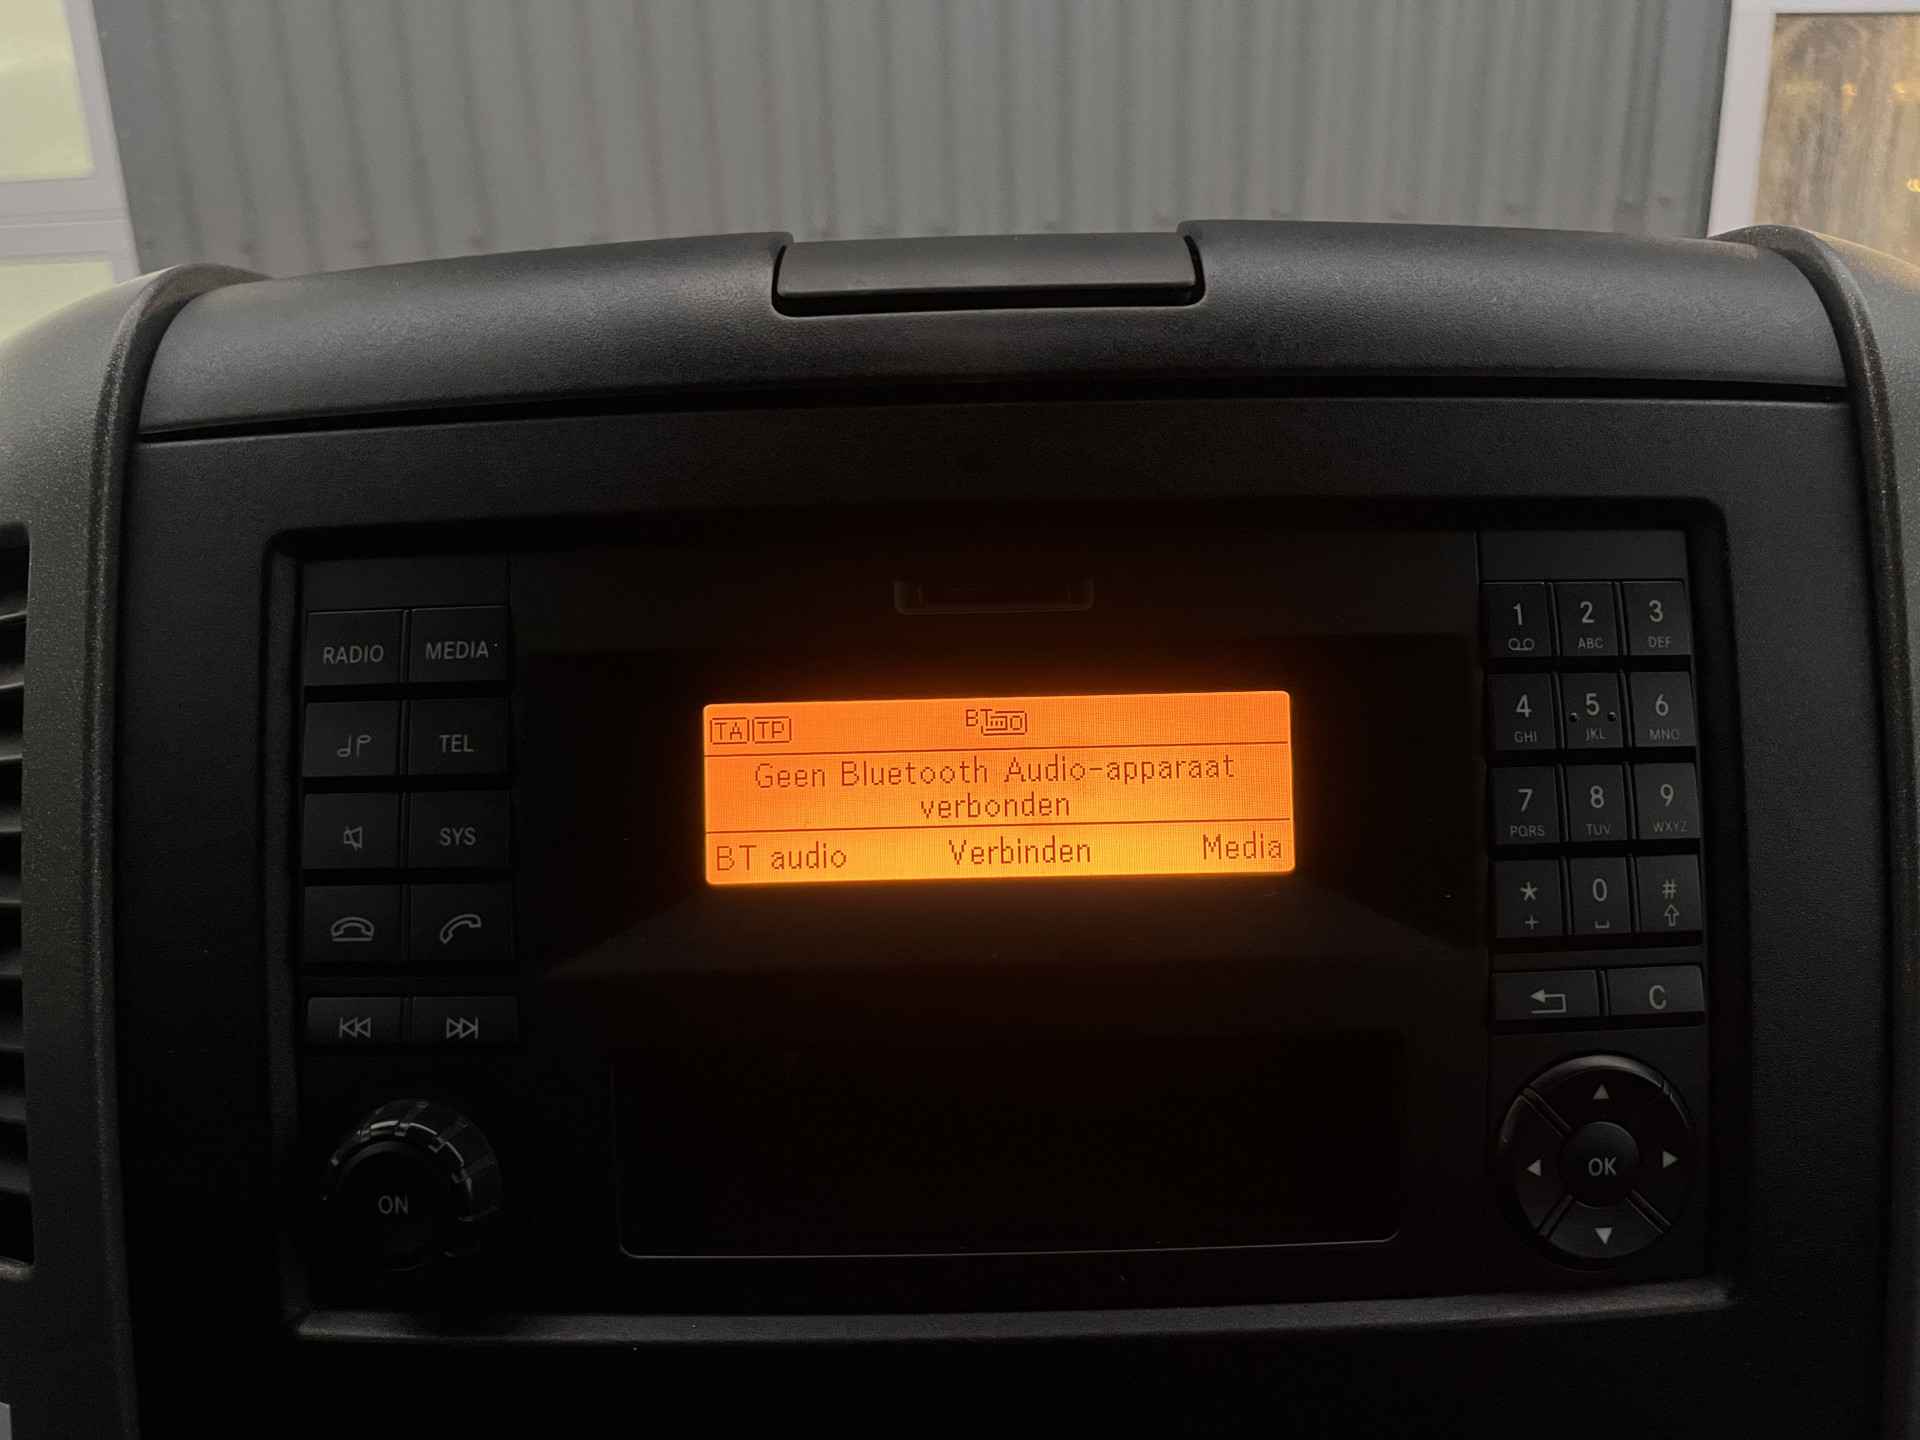 RADIO MEDIA
TEL
SYS
ON
TA TP BT
Geen Bluetooth Audio-apparaat
verbonden
BT audio Verbinden Media
1 2 3
ABC DEF
4 5 6
GHI JKL MNO
7 8 9
PQRS TUV WXYZ
* 0 #
+
C
OK